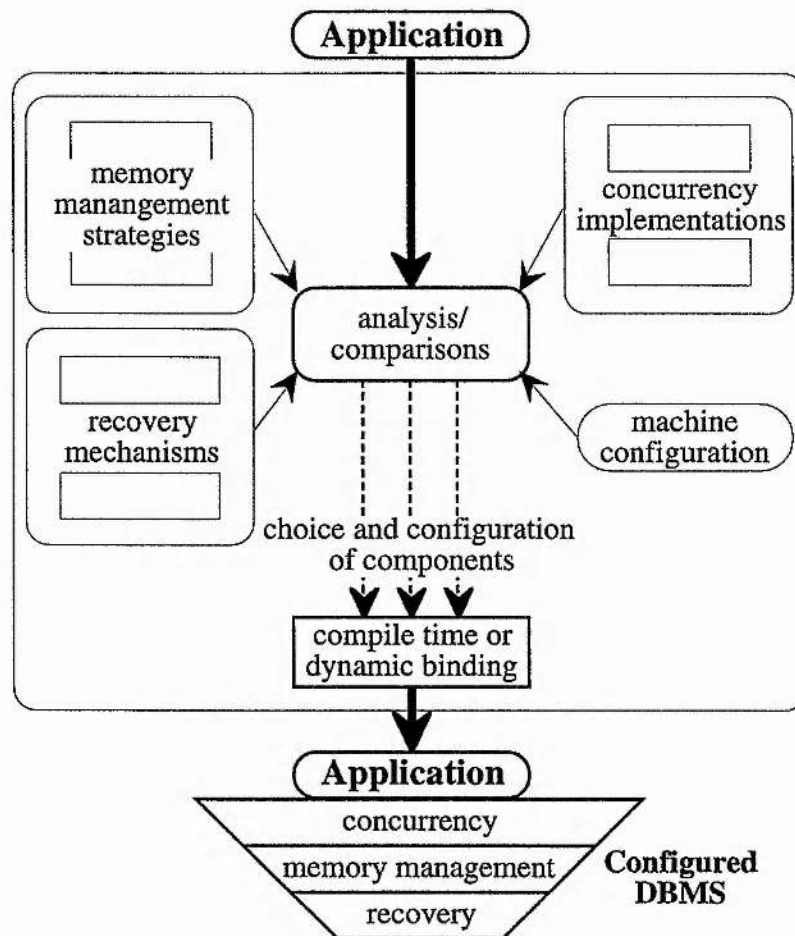 Application
memory
manangement
strategies
concurrency
implementations
analysis/
comparisons
recovery
mechanisms
machine
configuration
choice and configuration
of components
compile time or
dynamic binding
Application
concurrency
memory management
recovery
Configured
DBMS